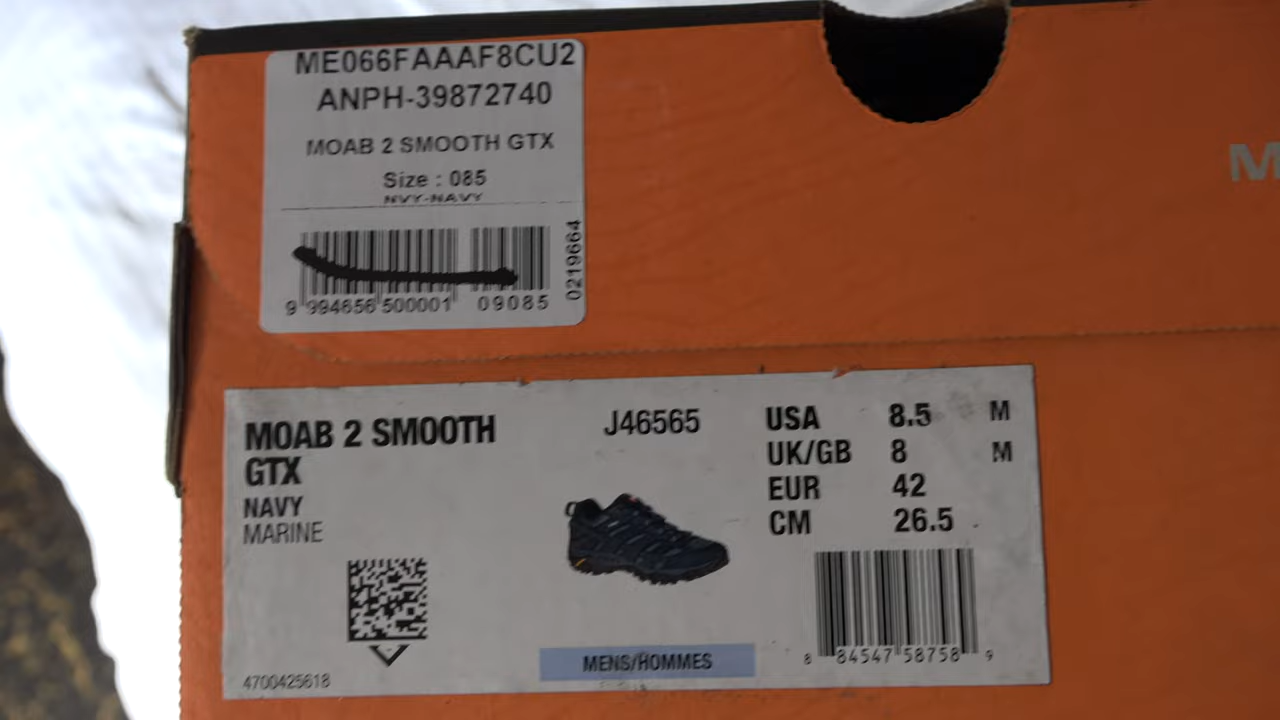 ME066FAAAF8CU2
ANPH-39872740
MOAB 2 SMOOTH GTX
Size : 085
NVY-NAVY
0219664
9 994656 500001 09085
M
MOAB 2 SMOOTH
GTX
NAVY
MARINE
J46565
USA 8.5 M
UK/GB 8 M
EUR 42
CM 26.5
8 84547 58758 9
MENS/HOMMES
4700425618